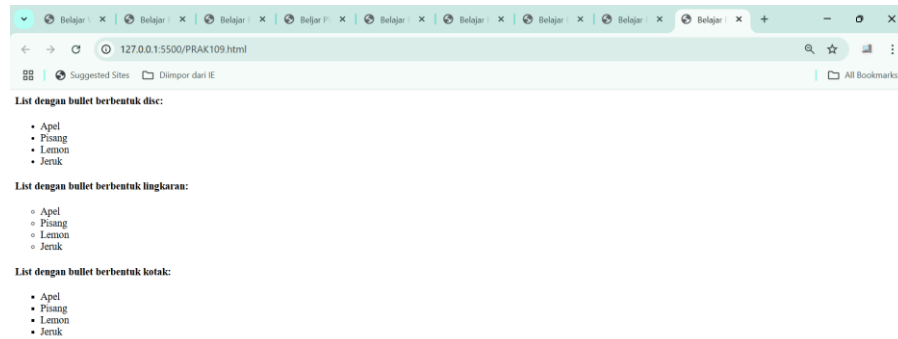 Belajar
Belajar
Belajar
Beljar
Belajar
Belajar
Belajar
Belajar
Belajar
127.0.0.1:5500/PRAK109.html
Suggested Sites
Diimpor dari IE
All Bookmarks
List dengan bullet berbentuk disc:
• Apel
• Pisang
• Lemon
• Jeruk
List dengan bullet berbentuk lingkaran:
◦ Apel
◦ Pisang
◦ Lemon
◦ Jeruk
List dengan bullet berbentuk kotak:
▪ Apel
▪ Pisang
▪ Lemon
▪ Jeruk